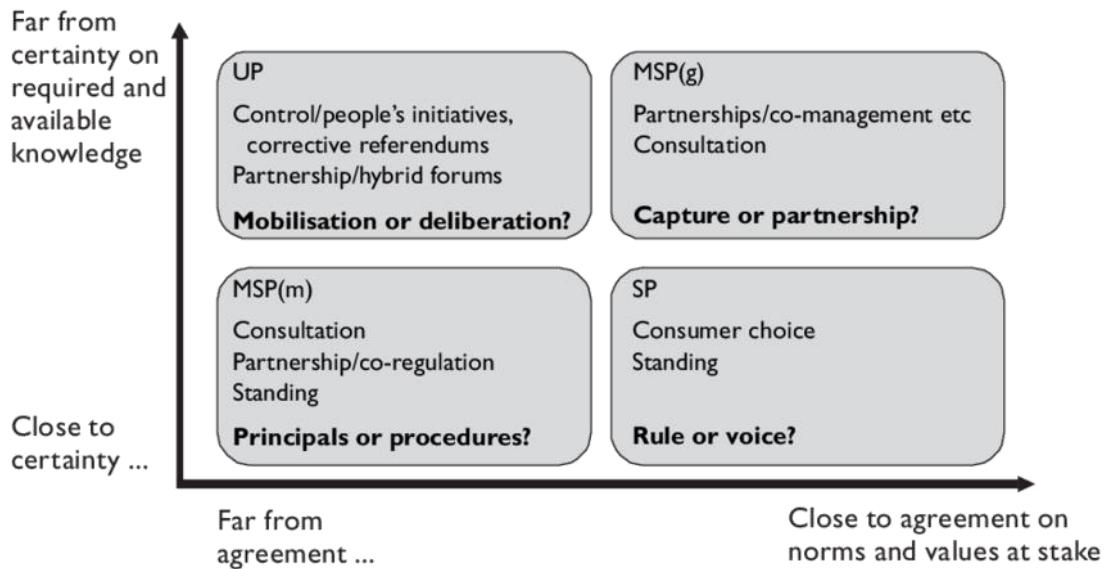 Far from
certainty on
required and
available
knowledge
UP
Control/people's initiatives,
corrective referendums
Partnership/hybrid forums
Mobilisation or deliberation?
MSP(g)
Partnerships/co-management etc
Consultation
Capture or partnership?
MSP(m)
Consultation
Partnership/co-regulation
Standing
Principals or procedures?
SP
Consumer choice
Standing
Rule or voice?
Close to
certainty ...
Far from
agreement ...
Close to agreement on
norms and values at stake